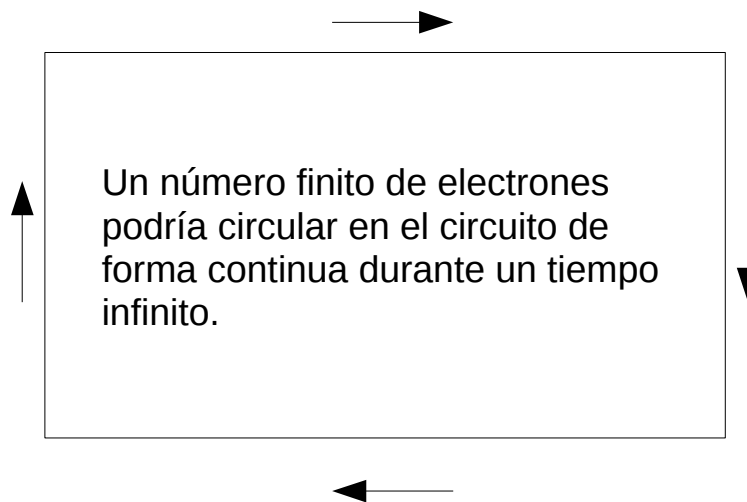 Un número finito de electrones
podría circular en el circuito de
forma continua durante un tiempo
infinito.